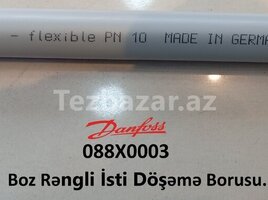 - flexible PN 10 MADE IN GERMA
Tezbazar.az
Danfoss
088X0003
Boz Rəngli İsti Döşəmə Borusu.